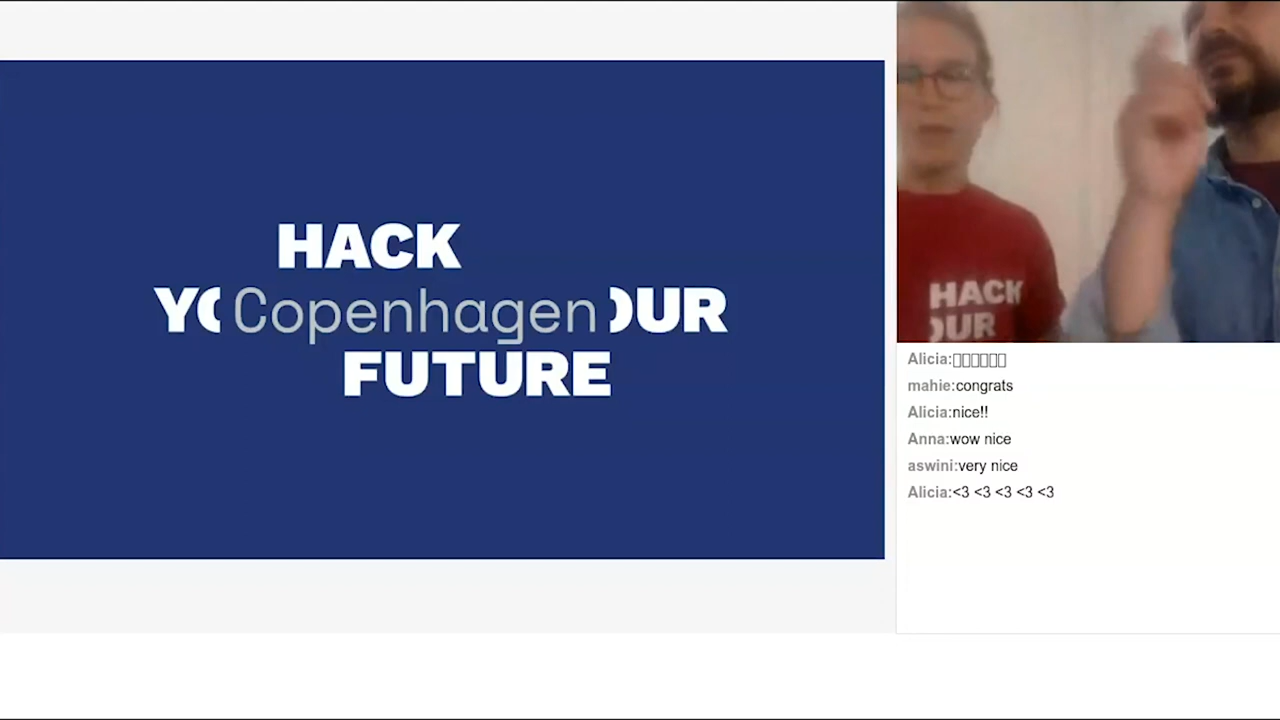 HACK
YO Copenhagen OUR
FUTURE
HACK
OUR
Alicia:▯▯▯▯▯▯
mahie:congrats
Alicia:nice!!
Anna:wow nice
aswini:very nice
Alicia:<3 <3 <3 <3 <3